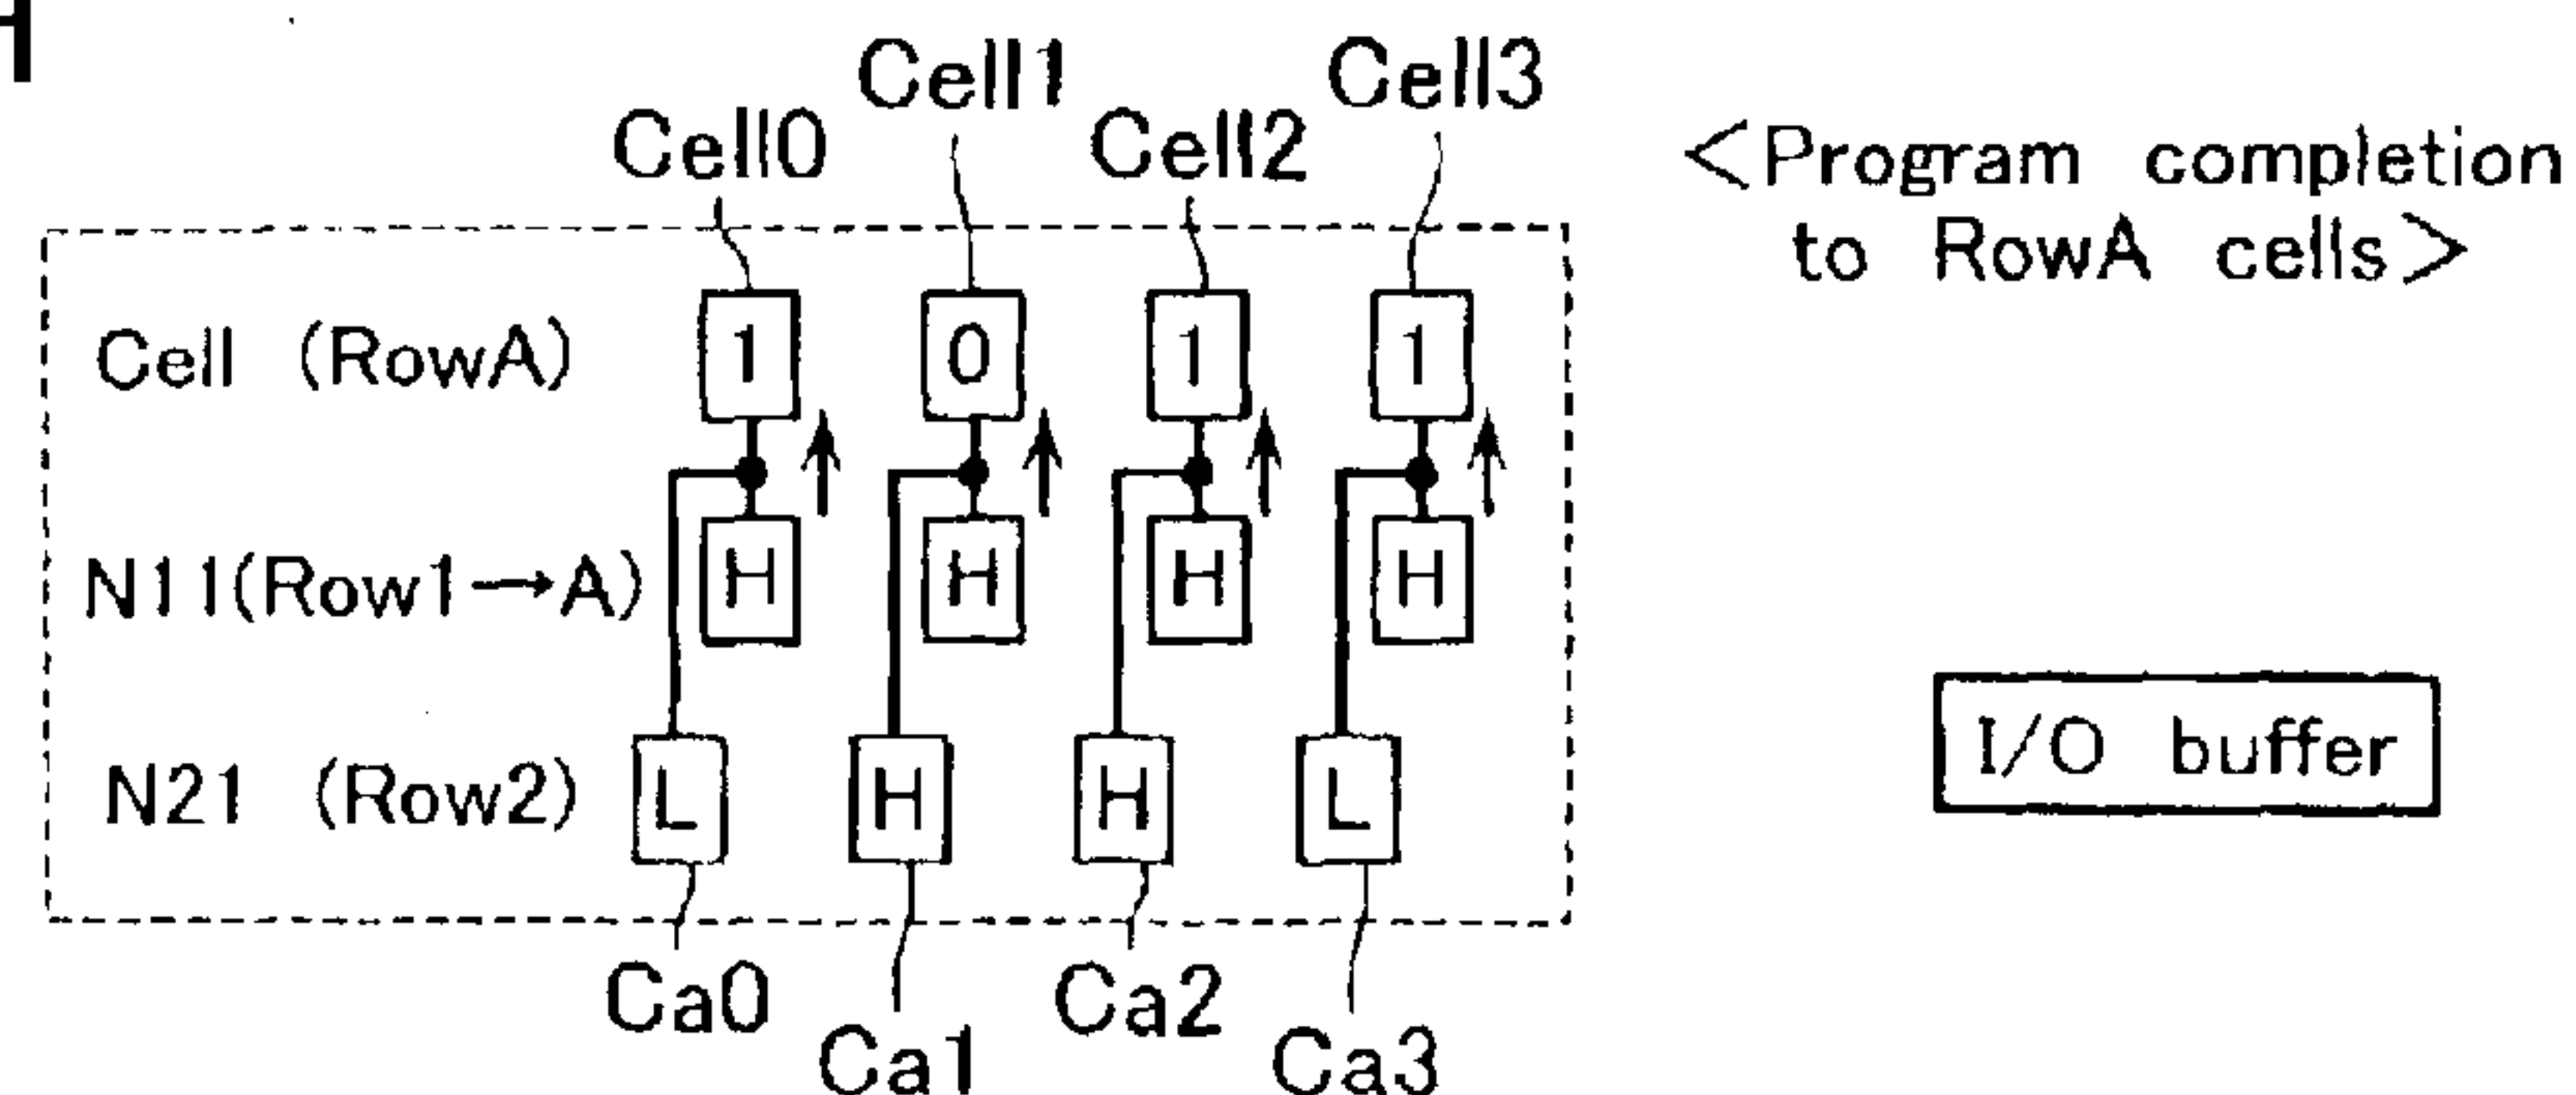 H
Cell0 Cell1 Cell2 Cell3
<Program completion
to RowA cells>
Cell (RowA) 1 0 1 1
N11(Row1→A) H H H H
N21 (Row2) L H H L
I/O buffer
Ca0 Ca1 Ca2 Ca3